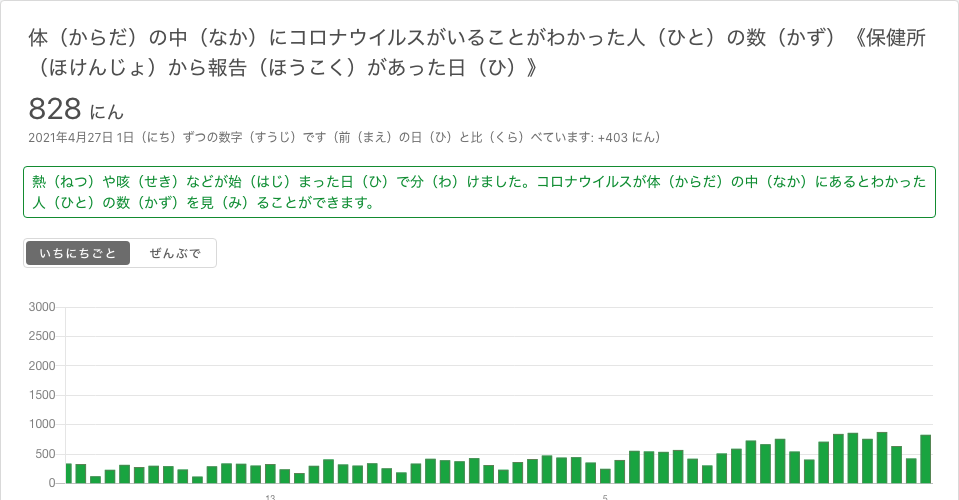 体（からだ）の中（なか）にコロナウイルスがいることがわかった人（ひと）の数（かず）《保健所
（ほけんじょ）から報告（ほうこく）があった日（ひ）》
828 にん
2021年4月27日 1日（にち）ずつの数字（すうじ）です（前（まえ）の日（ひ）と比（くら）べています: +403 にん）
熱（ねつ）や咳（せき）などが始（はじ）まった日（ひ）で分（わ）けました。コロナウイルスが体（からだ）の中（なか）にあるとわかった
人（ひと）の数（かず）を見（み）ることができます。
いちにちごと ぜんぶで
3000
2500
2000
1500
1000
500
0
13 5